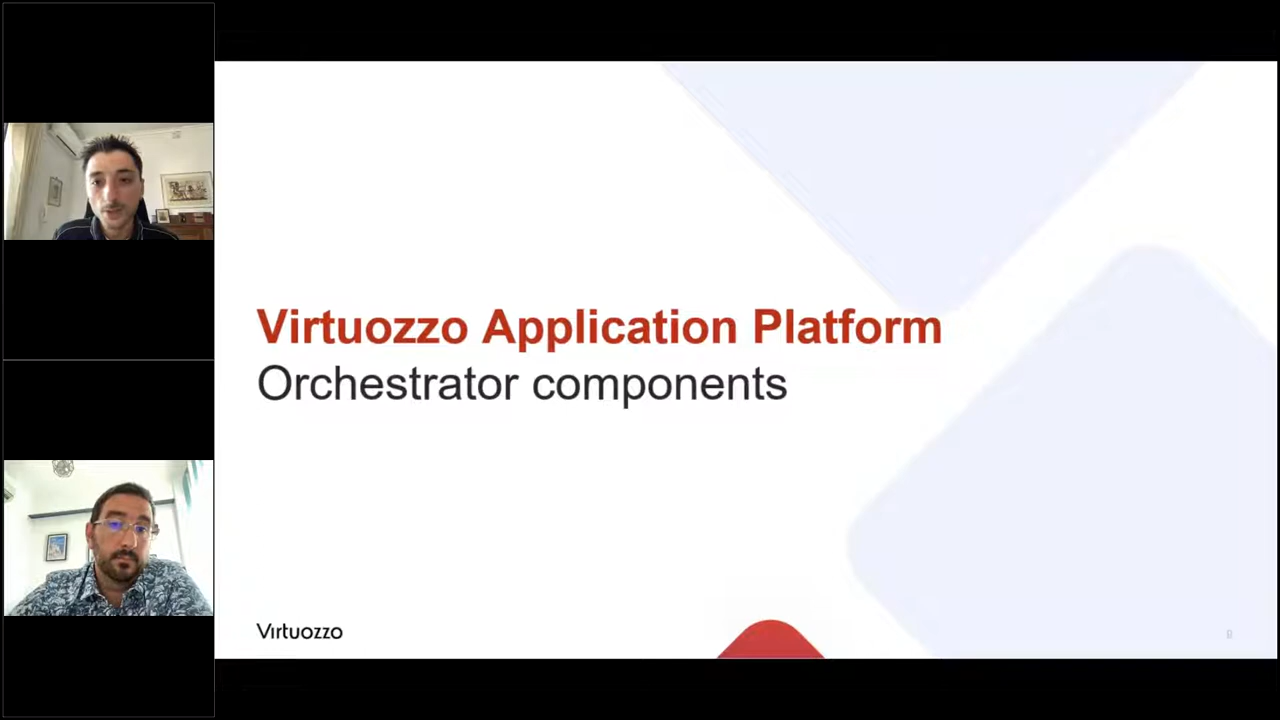 Virtuozzo Application Platform
Orchestrator components
Virtuozzo